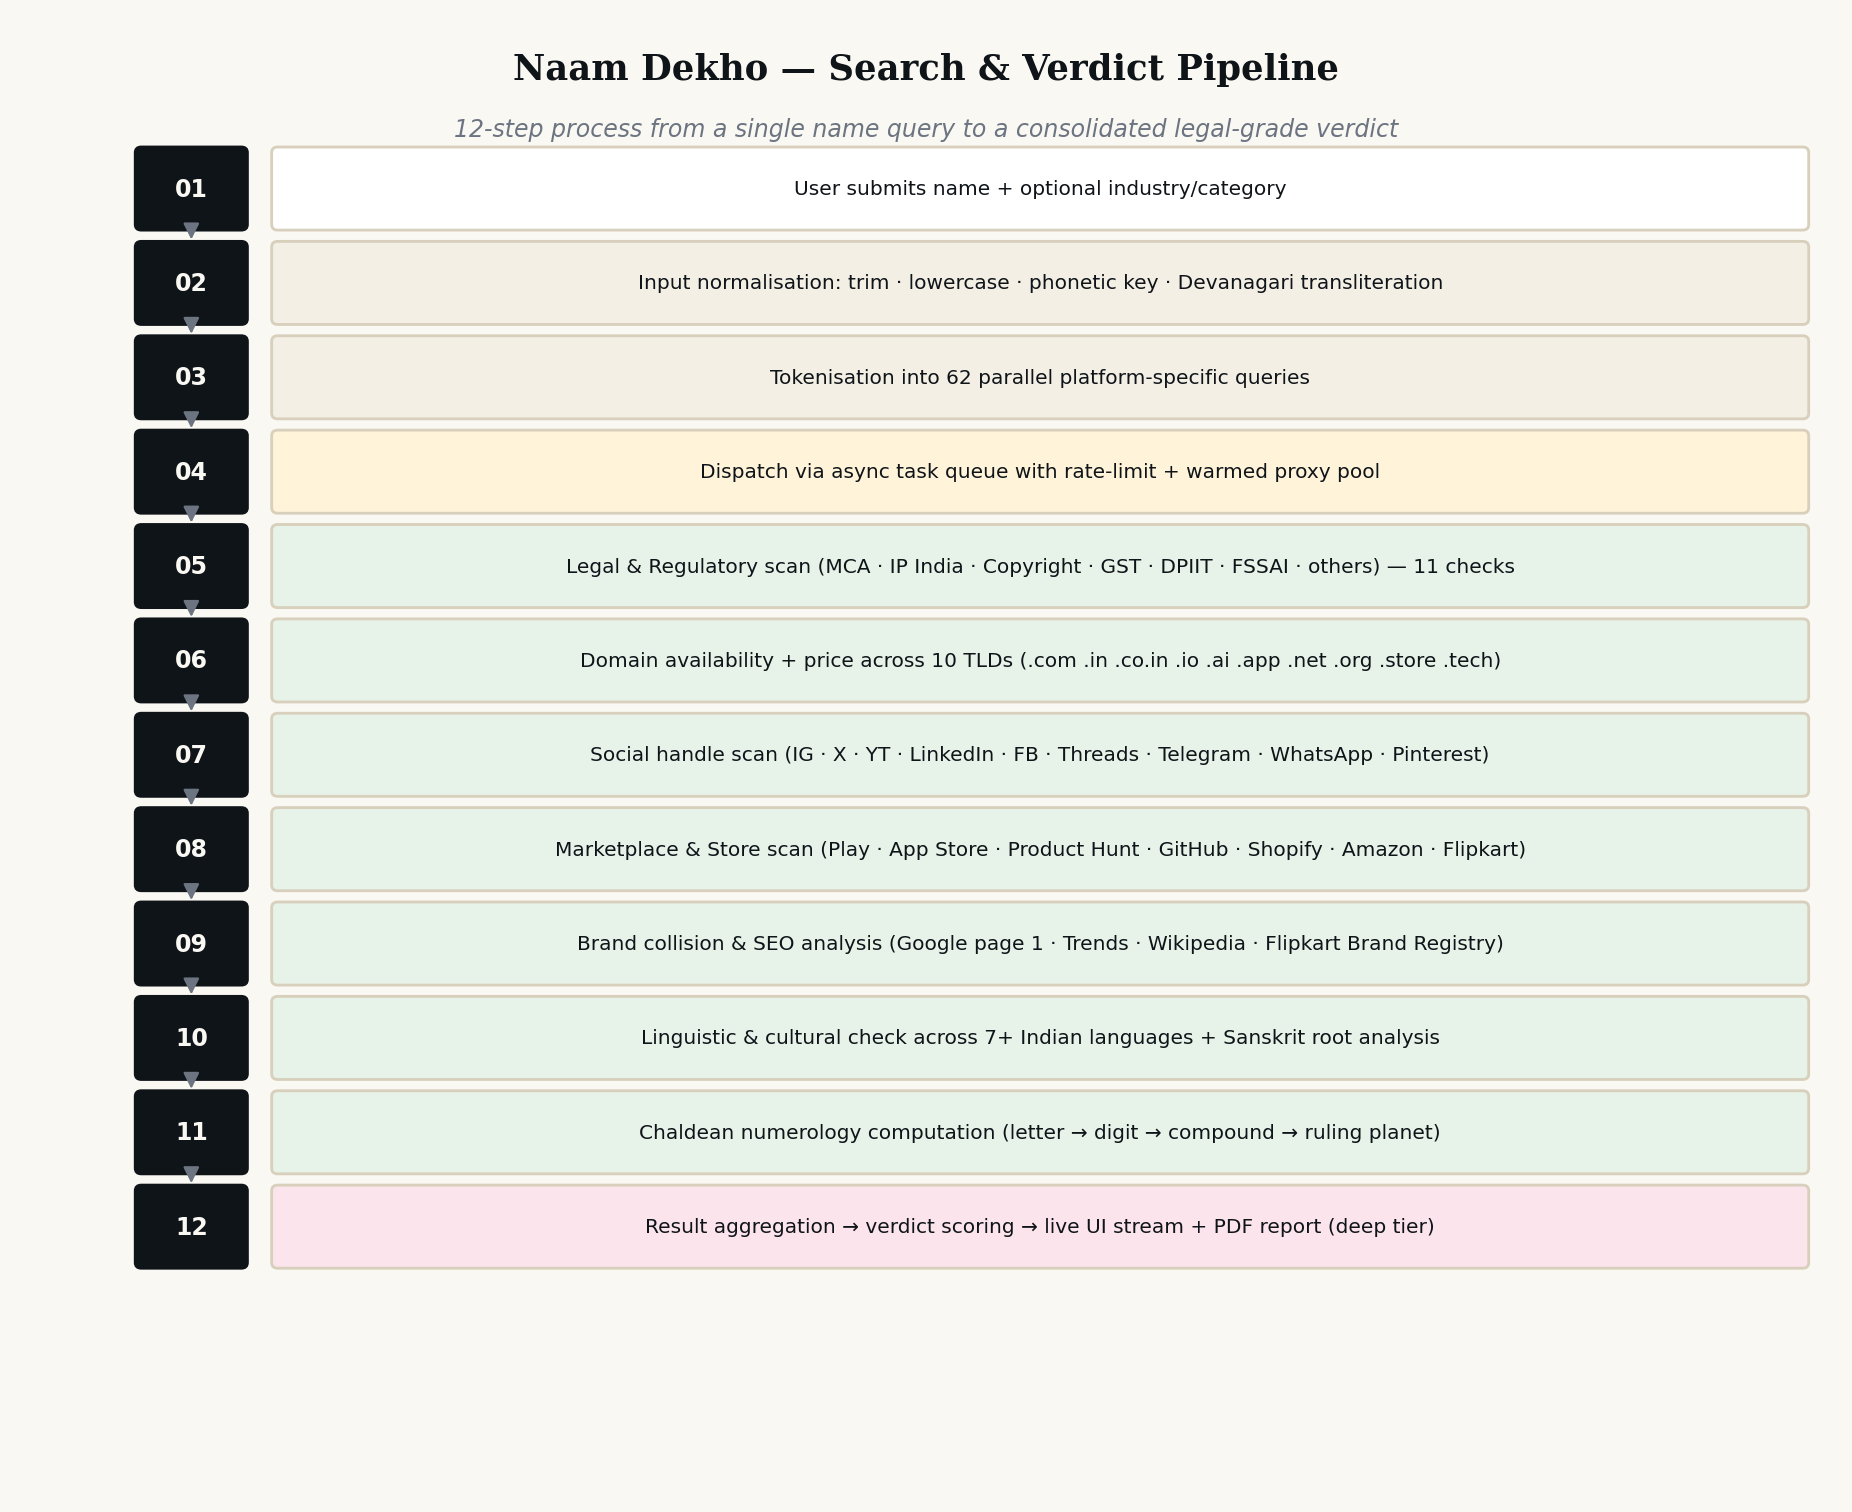 Naam Dekho — Search & Verdict Pipeline
12-step process from a single name query to a consolidated legal-grade verdict
01
User submits name + optional industry/category
02
Input normalisation: trim · lowercase · phonetic key · Devanagari transliteration
03
Tokenisation into 62 parallel platform-specific queries
04
Dispatch via async task queue with rate-limit + warmed proxy pool
05
Legal & Regulatory scan (MCA · IP India · Copyright · GST · DPIIT · FSSAI · others) — 11 checks
06
Domain availability + price across 10 TLDs (.com .in .co.in .io .ai .app .net .org .store .tech)
07
Social handle scan (IG · X · YT · LinkedIn · FB · Threads · Telegram · WhatsApp · Pinterest)
08
Marketplace & Store scan (Play · App Store · Product Hunt · GitHub · Shopify · Amazon · Flipkart)
09
Brand collision & SEO analysis (Google page 1 · Trends · Wikipedia · Flipkart Brand Registry)
10
Linguistic & cultural check across 7+ Indian languages + Sanskrit root analysis
11
Chaldean numerology computation (letter → digit → compound → ruling planet)
12
Result aggregation → verdict scoring → live UI stream + PDF report (deep tier)